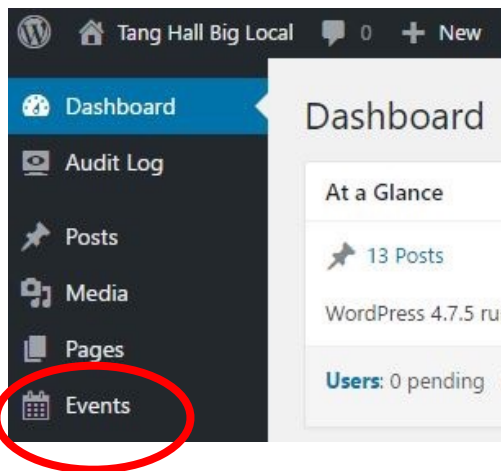 Tang Hall Big Local 0 + New
Dashboard
Audit Log
Posts
Media
Pages
Events
Dashboard
At a Glance
13 Posts
WordPress 4.7.5 ru
Users: 0 pending